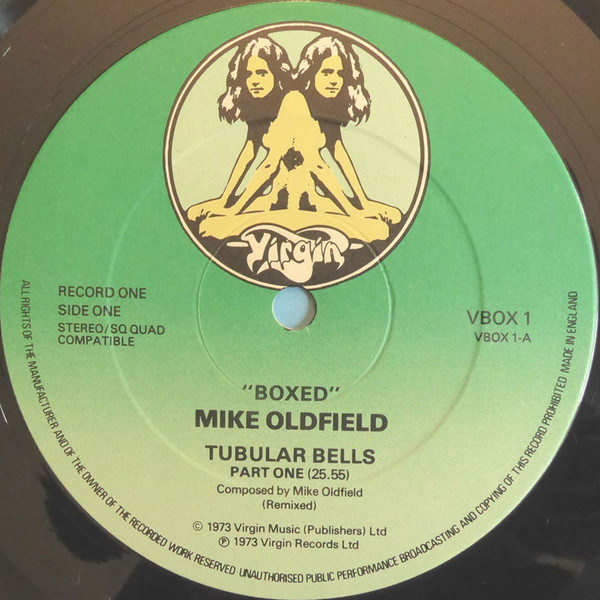 Virgin
RECORD ONE
SIDE ONE
STEREO/SQ QUAD
COMPATIBLE
VBOX 1
VBOX 1-A
"BOXED"
MIKE OLDFIELD
TUBULAR BELLS
PART ONE (25.55)
Composed by Mike Oldfield
(Remixed)
© 1973 Virgin Music (Publishers) Ltd
℗ 1973 Virgin Records Ltd
ALL RIGHTS OF THE MANUFACTURER AND OF THE OWNER OF THE RECORDED WORK RESERVED UNAUTHORISED PUBLIC PERFORMANCE BROADCASTING AND COPYING OF THIS RECORD PROHIBITED MADE IN ENGLAND